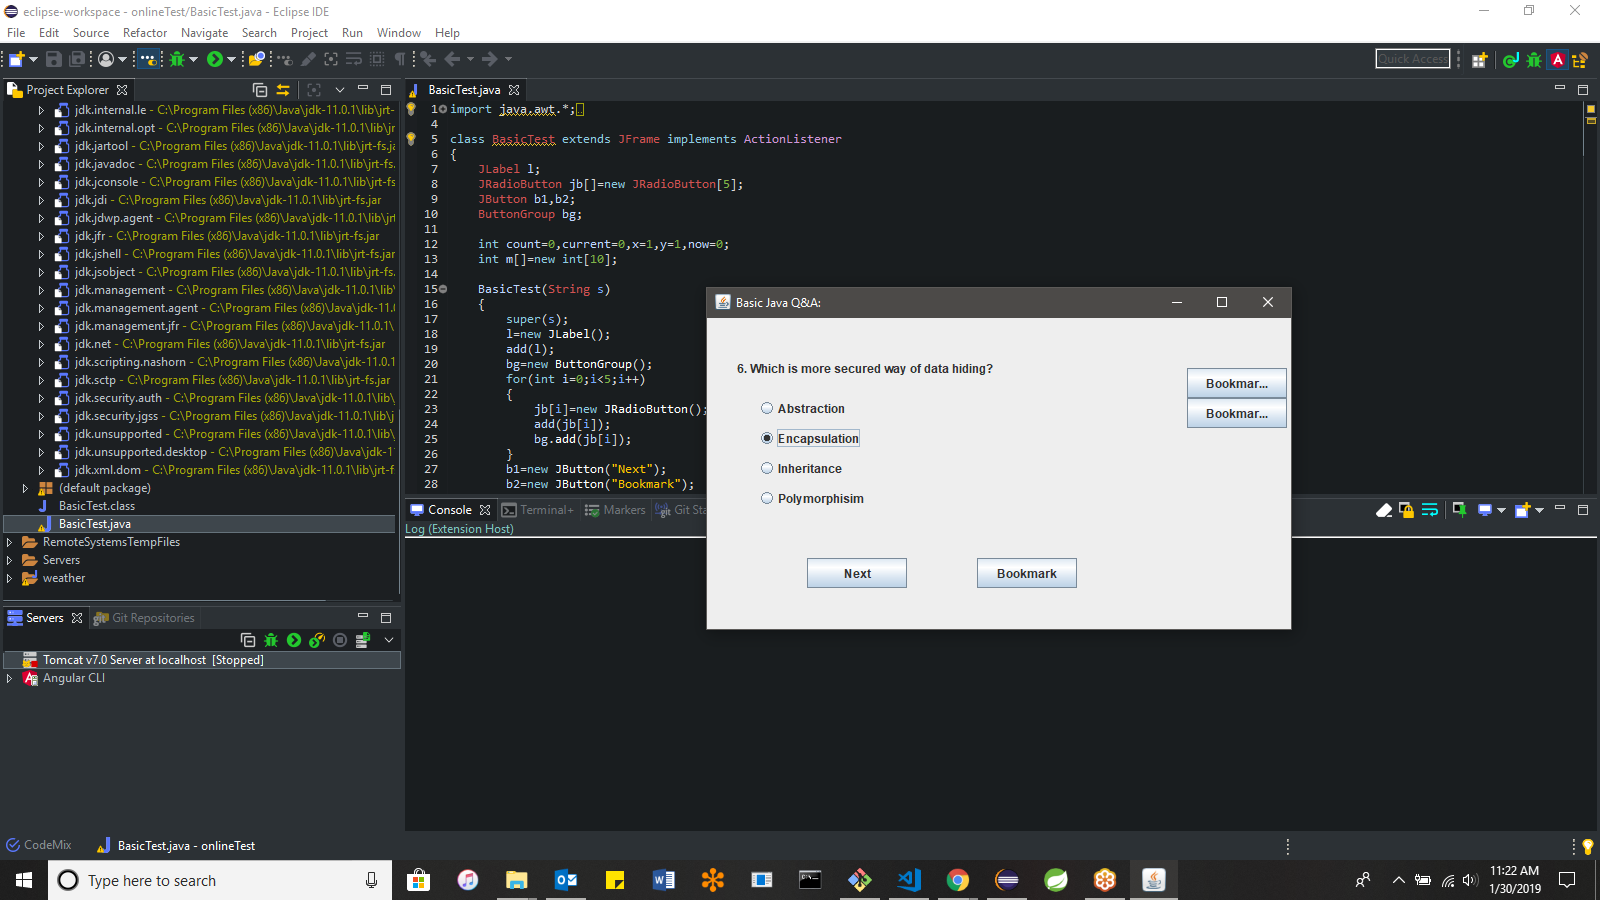 eclipse-workspace - onlineTest/BasicTest.java - Eclipse IDE
File Edit Source Refactor Navigate Search Project Run Window Help
Quick Access
Project Explorer
jdk.internal.le - C:\Program Files (x86)\Java\jdk-11.0.1\lib\jrt-
jdk.internal.opt - C:\Program Files (x86)\Java\jdk-11.0.1\lib\jr
jdk.jartool - C:\Program Files (x86)\Java\jdk-11.0.1\lib\jrt-fs.ja
jdk.javadoc - C:\Program Files (x86)\Java\jdk-11.0.1\lib\jrt-fs.
jdk.jconsole - C:\Program Files (x86)\Java\jdk-11.0.1\lib\jrt-fs
jdk.jdi - C:\Program Files (x86)\Java\jdk-11.0.1\lib\jrt-fs.jar
jdk.jdwp.agent - C:\Program Files (x86)\Java\jdk-11.0.1\lib\jrt
jdk.jfr - C:\Program Files (x86)\Java\jdk-11.0.1\lib\jrt-fs.jar
jdk.jshell - C:\Program Files (x86)\Java\jdk-11.0.1\lib\jrt-fs.jar
jdk.jsobject - C:\Program Files (x86)\Java\jdk-11.0.1\lib\jrt-fs
jdk.management - C:\Program Files (x86)\Java\jdk-11.0.1\lib\
jdk.management.agent - C:\Program Files (x86)\Java\jdk-11.(
jdk.management.jfr - C:\Program Files (x86)\Java\jdk-11.0.1\
jdk.net - C:\Program Files (x86)\Java\jdk-11.0.1\lib\jrt-fs.jar
jdk.scripting.nashorn - C:\Program Files (x86)\Java\jdk-11.0.
jdk.sctp - C:\Program Files (x86)\Java\jdk-11.0.1\lib\jrt-fs.jar
jdk.security.auth - C:\Program Files (x86)\Java\jdk-11.0.1\lib\
jdk.security.jgss - C:\Program Files (x86)\Java\jdk-11.0.1\lib\j
jdk.unsupported - C:\Program Files (x86)\Java\jdk-11.0.1\lib\
jdk.unsupported.desktop - C:\Program Files (x86)\Java\jdk-1
jdk.xml.dom - C:\Program Files (x86)\Java\jdk-11.0.1\lib\jrt-f
(default package)
BasicTest.class
BasicTest.java
RemoteSystemsTempFiles
Servers
weather
BasicTest.java
1 import java.awt.*;
4
5 class BasicTest extends JFrame implements ActionListener
6 {
7 JLabel l;
8 JRadioButton jb[]=new JRadioButton[5];
9 JButton b1,b2;
10 ButtonGroup bg;
11
12 int count=0,current=0,x=1,y=1,now=0;
13 int m[]=new int[10];
14
15 BasicTest(String s)
16 {
17 super(s);
18 l=new JLabel();
19 add(l);
20 bg=new ButtonGroup();
21 for(int i=0;i<5;i++)
22 {
23 jb[i]=new JRadioButton();
24 add(jb[i]);
25 bg.add(jb[i]);
26 }
27 b1=new JButton("Next");
28 b2=new JButton("Bookmark");
Basic Java Q&A:
6. Which is more secured way of data hiding?
Abstraction
Encapsulation
Inheritance
Polymorphisim
Bookmar...
Bookmar...
Next Bookmark
Console Terminal+ Markers Git Sta
Log (Extension Host)
Servers Git Repositories
Tomcat v7.0 Server at localhost [Stopped]
Angular CLI
CodeMix BasicTest.java - onlineTest
Type here to search
11:22 AM
1/30/2019